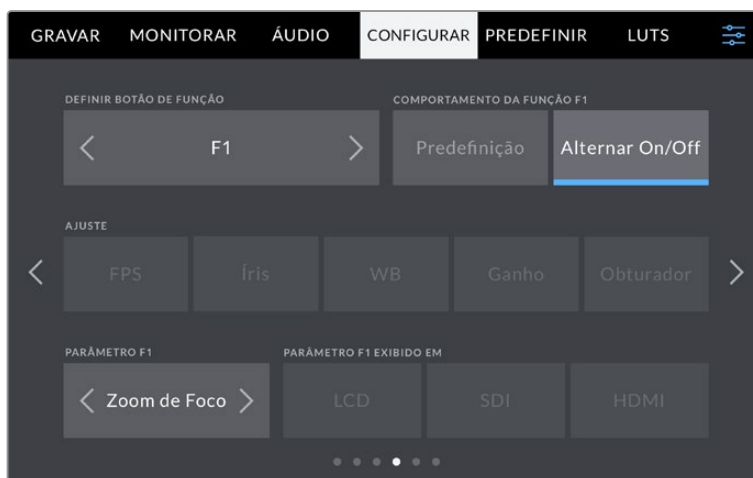 GRAVAR MONITORAR ÁUDIO CONFIGURAR PREDEFINIR LUTS
DEFINIR BOTÃO DE FUNÇÃO COMPORTAMENTO DA FUNÇÃO F1
F1 Predefinição Alternar On/Off
AJUSTE
FPS Íris WB Ganho Obturador
PARÂMETRO F1 PARÂMETRO F1 EXIBIDO EM
Zoom de Foco LCD SDI HDMI